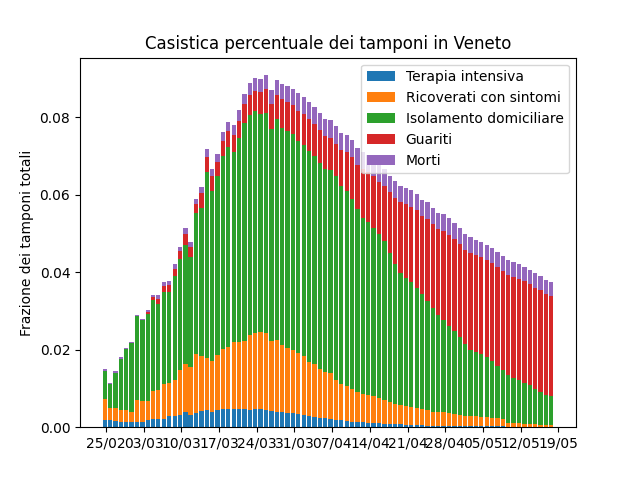 Casistica percentuale dei tamponi in Veneto
Terapia intensiva
Ricoverati con sintomi
Isolamento domiciliare
Guariti
Morti
Frazione dei tamponi totali
0.08
0.06
0.04
0.02
0.00
25/02 03/03 10/03 17/03 24/03 31/03 07/04 14/04 21/04 28/04 05/05 12/05 19/05